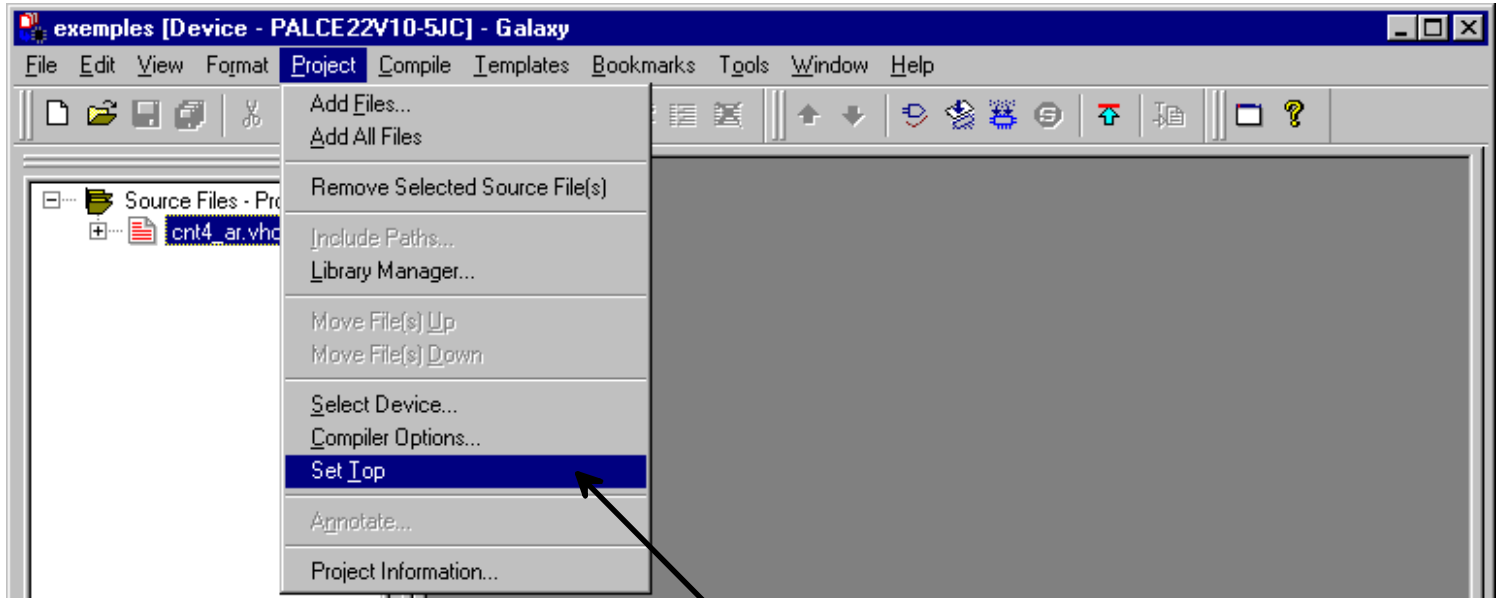 exemples [Device - PALCE22V10-5JC] - Galaxy
File Edit View Format Project Compile Templates Bookmarks Tools Window Help
Add Files...
Add All Files
Remove Selected Source File(s)
Source Files - Pro
cnt4_ar.vhd
Include Paths...
Library Manager...
Move File(s) Up
Move File(s) Down
Select Device...
Compiler Options...
Set Top
Annotate...
Project Information...